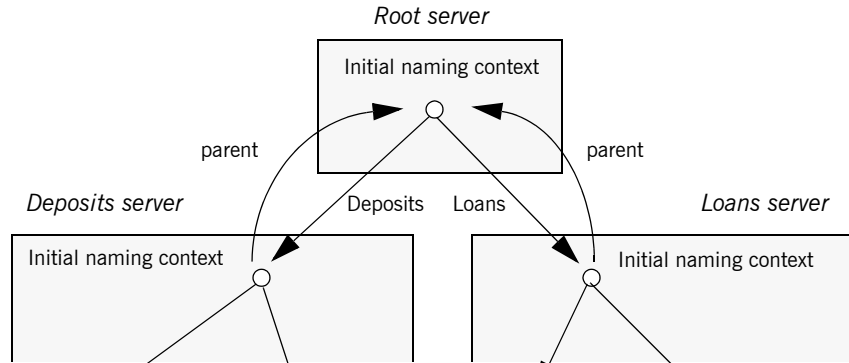 Root server
Initial naming context
parent
parent
Deposits server
Deposits
Loans
Loans server
Initial naming context
Initial naming context